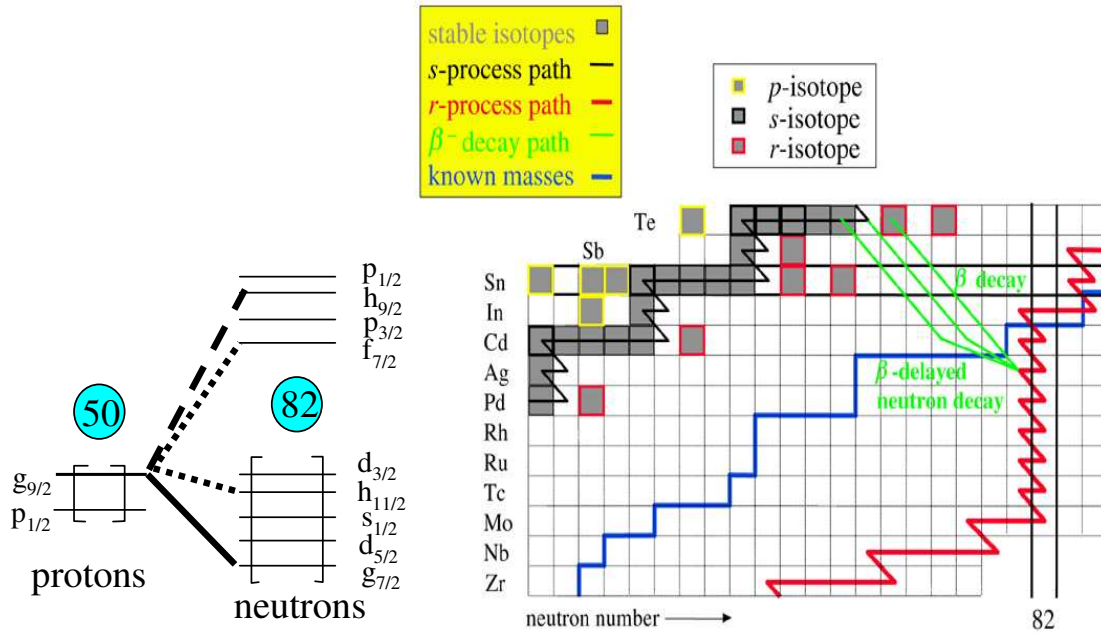 stable isotopes
s-process path
r-process path
β⁻ decay path
known masses
p-isotope
s-isotope
r-isotope
p₁/₂
h₉/₂
p₃/₂
f₇/₂
50
82
g₉/₂
p₁/₂
d₃/₂
h₁₁/₂
s₁/₂
d₅/₂
g₇/₂
protons
neutrons
Te
Sb
Sn
In
Cd
Ag
Pd
Rh
Ru
Tc
Mo
Nb
Zr
β decay
β-delayed
neutron decay
neutron number
82